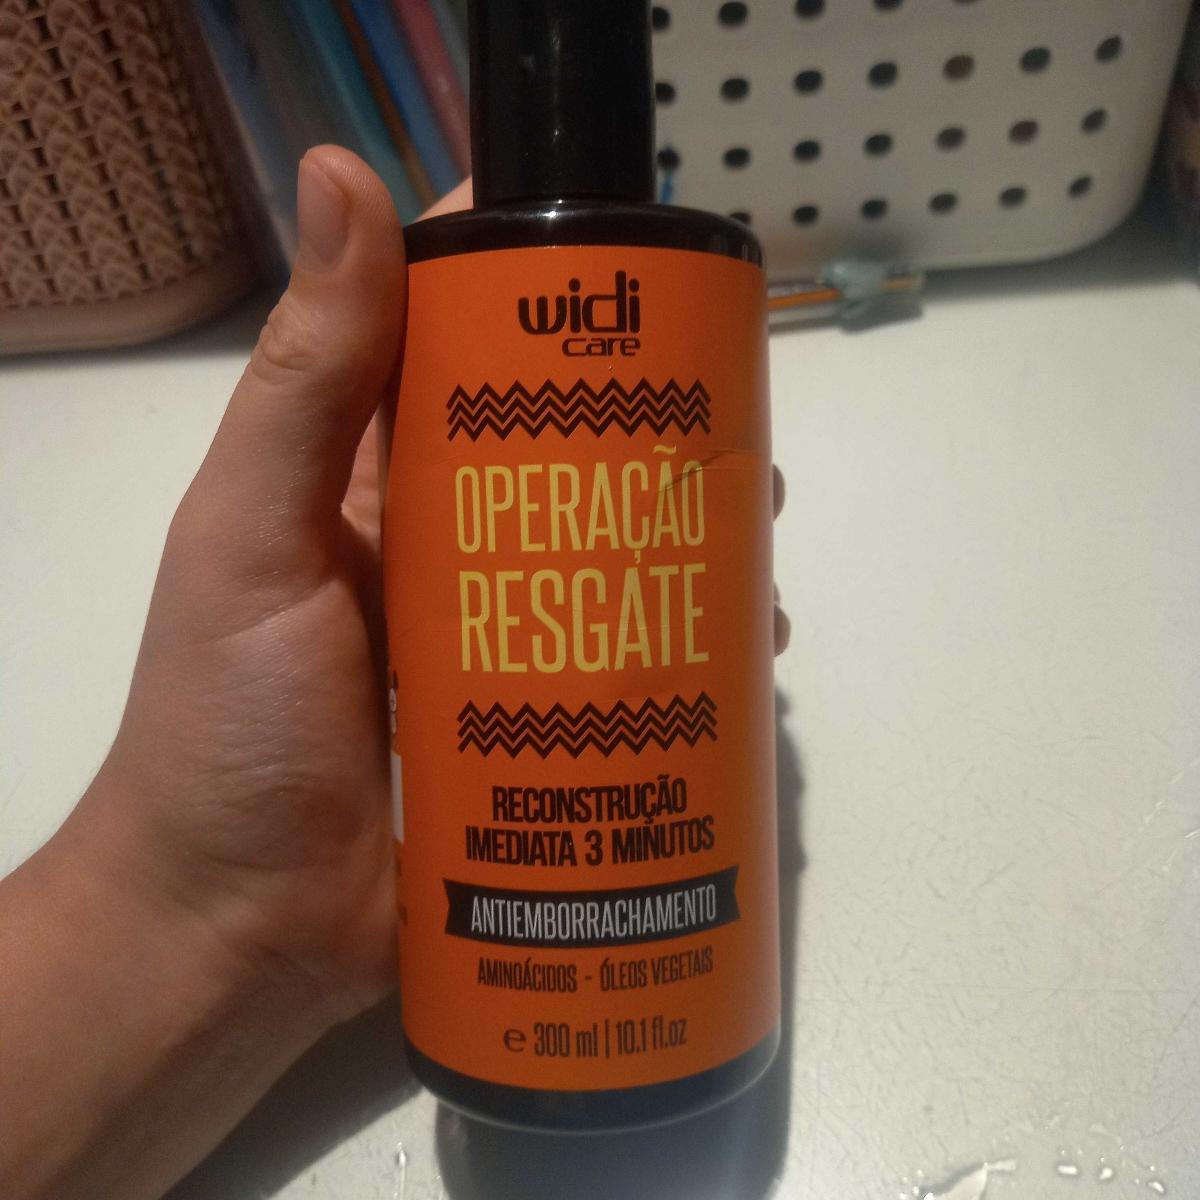 widi
care
OPERAÇÃO
RESGATE
RECONSTRUÇÃO
IMEDIATA 3 MINUTOS
ANTIEMBORRACHAMENTO
AMINOÁCIDOS - ÓLEOS VEGETAIS
℮ 300 ml | 10.1 fl.oz